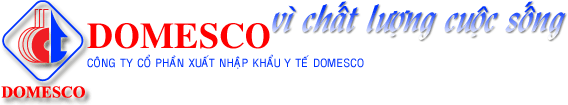 DOMESCO
DOMESCO vì chất lượng cuộc sống
CÔNG TY CỔ PHẦN XUẤT NHẬP KHẨU Y TẾ DOMESCO